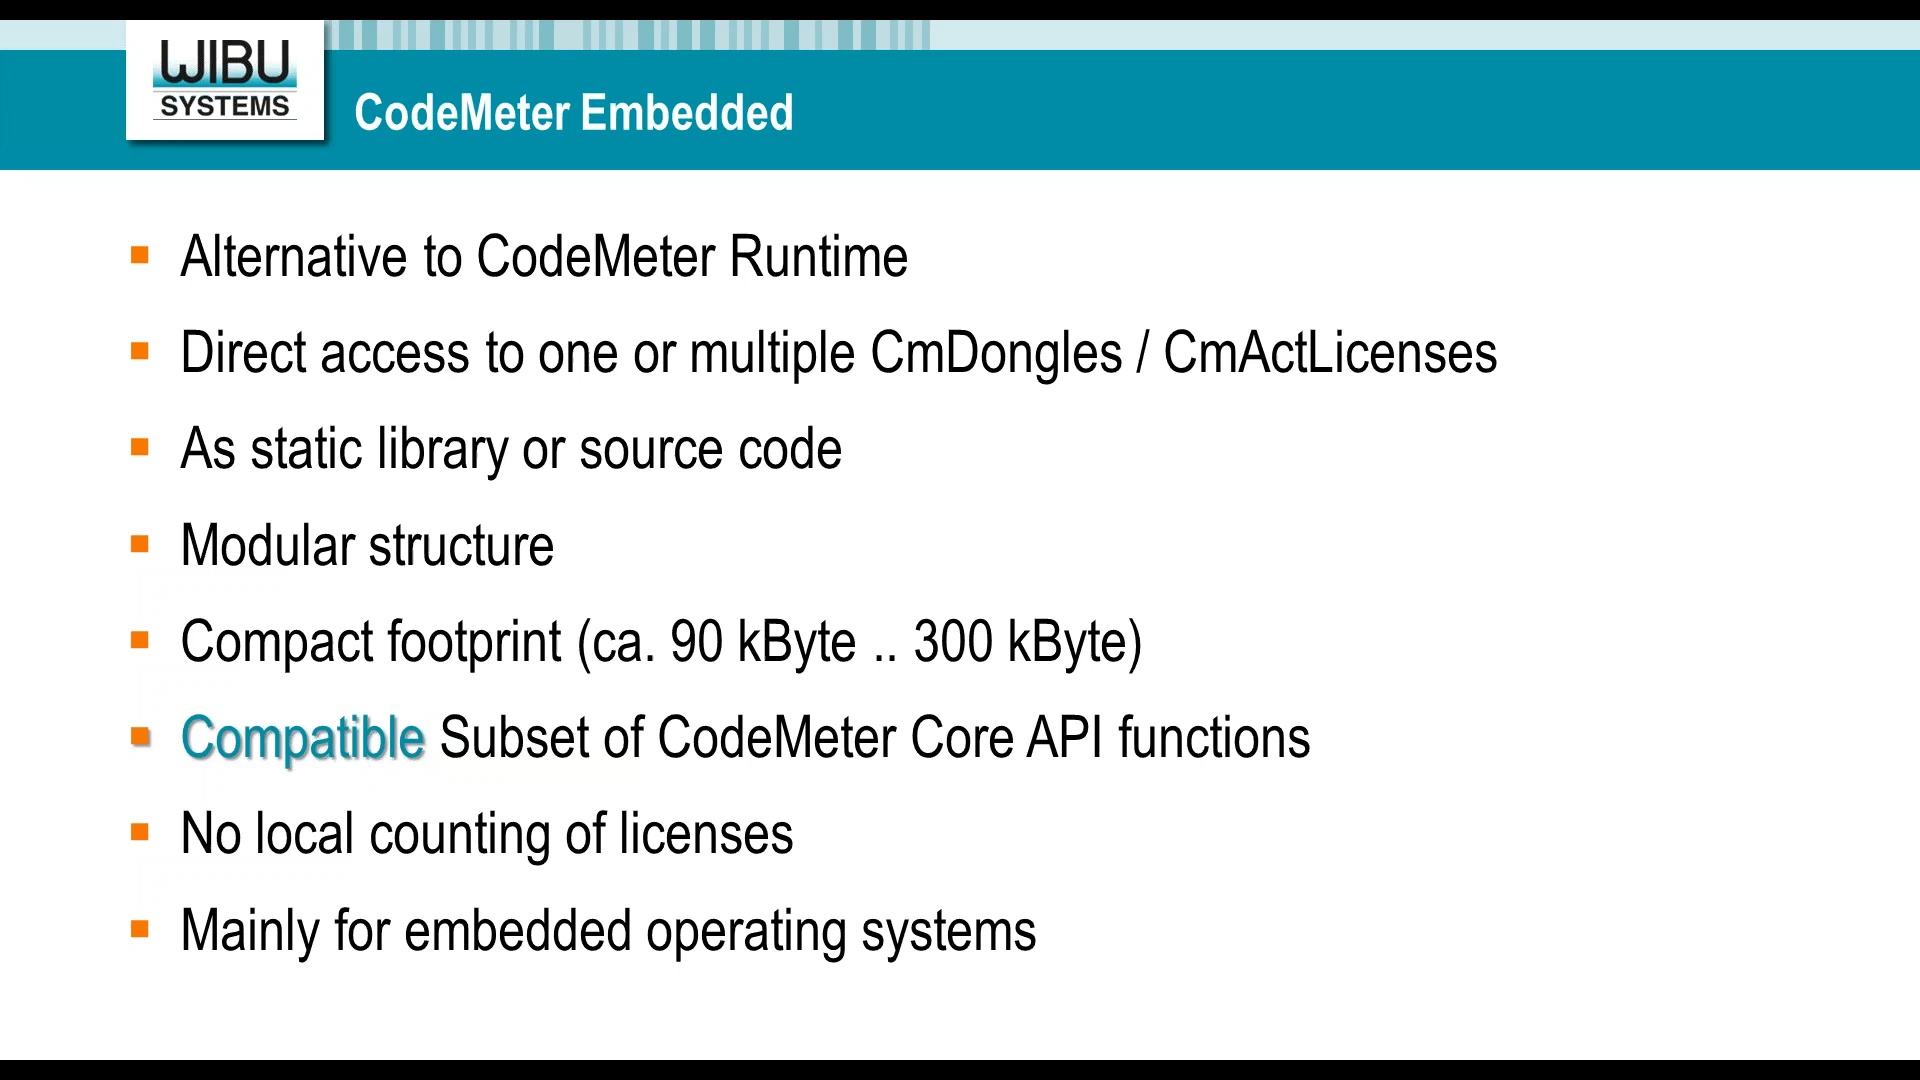 WIBU
SYSTEMS
CodeMeter Embedded
Alternative to CodeMeter Runtime
Direct access to one or multiple CmDongles / CmActLicenses
As static library or source code
Modular structure
Compact footprint (ca. 90 kByte .. 300 kByte)
Compatible Subset of CodeMeter Core API functions
No local counting of licenses
Mainly for embedded operating systems